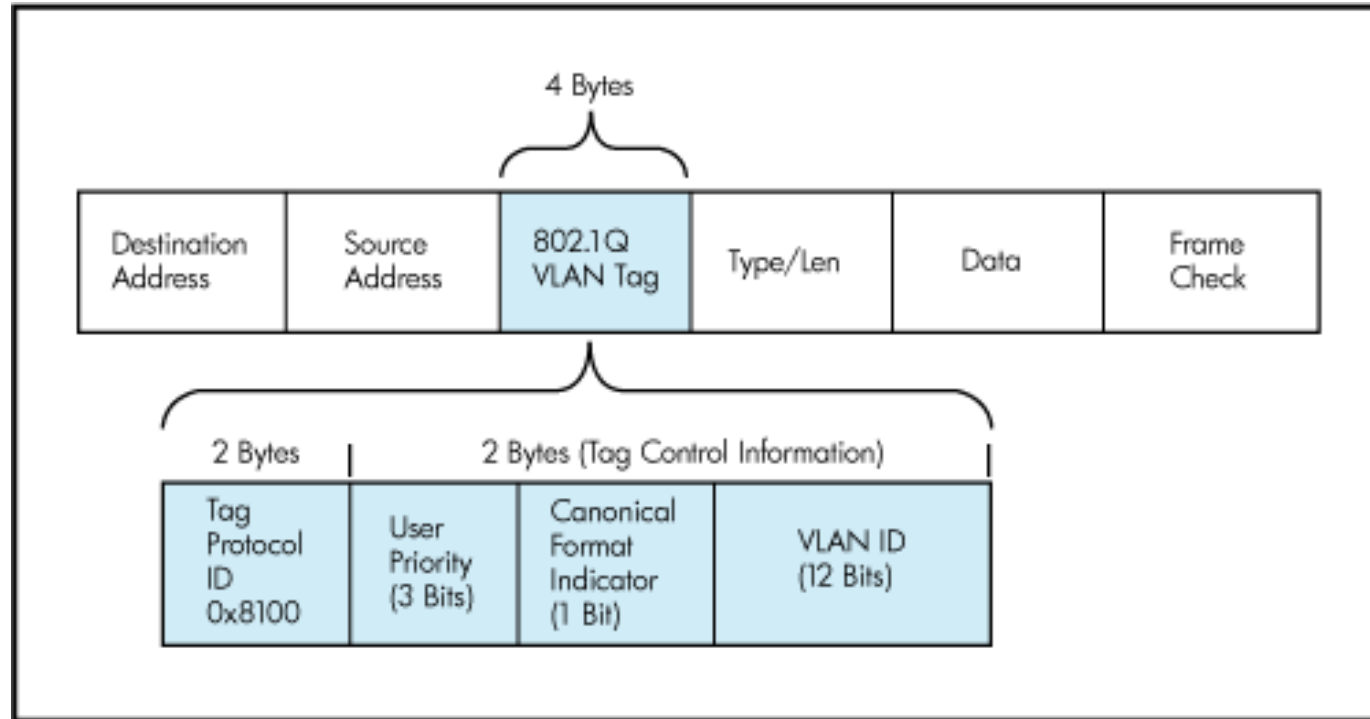 4 Bytes
Destination
Address
Source
Address
802.1Q
VLAN Tag
Type/Len
Data
Frame
Check
2 Bytes
2 Bytes (Tag Control Information)
Tag
Protocol
ID
0x8100
User
Priority
(3 Bits)
Canonical
Format
Indicator
(1 Bit)
VLAN ID
(12 Bits)